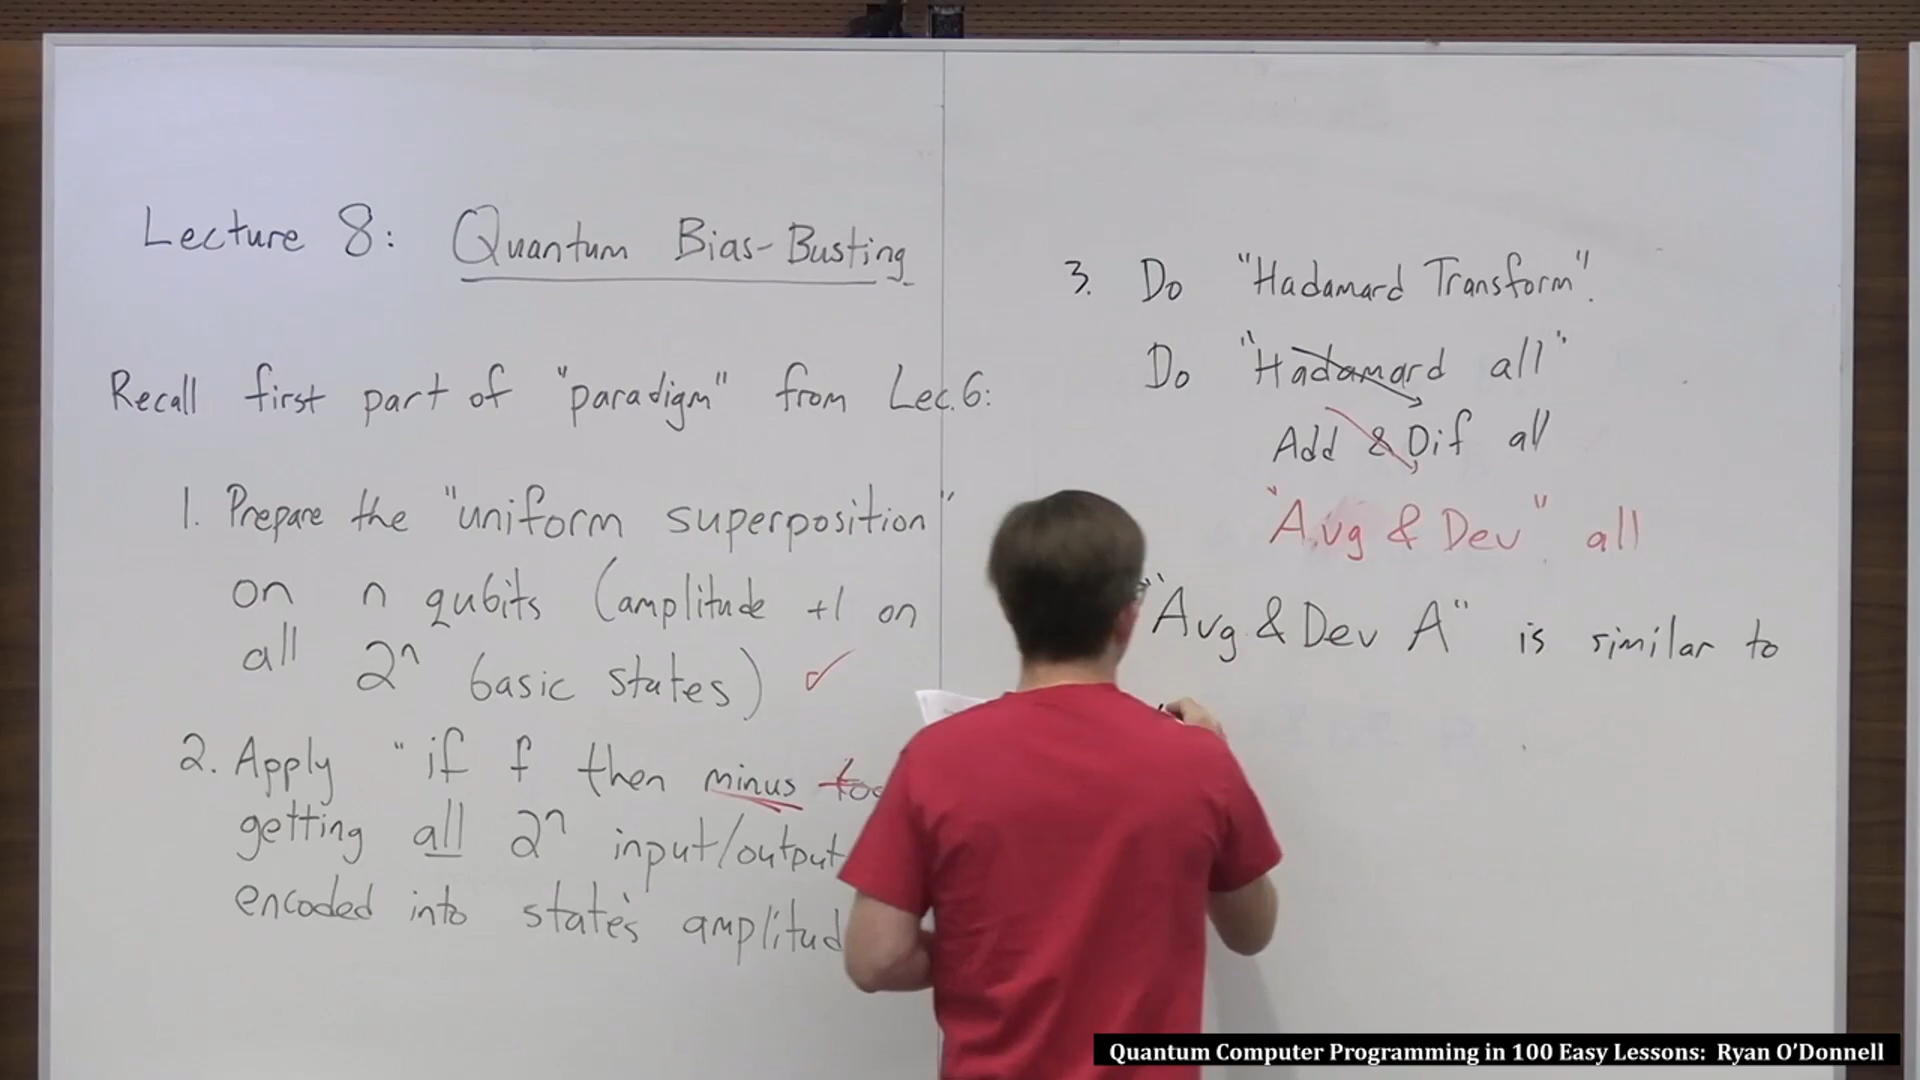 Lecture 8: Quantum Bias-Busting
Recall first part of "paradigm" from Lec.6:
1. Prepare the "uniform superposition"
on n qubits (amplitude +1 on
all 2ⁿ basic states) ✓
2. Apply "if f then minus
getting all 2ⁿ input/output
encoded into state's
3. Do "Hadamard Transform".
Do "Hadamard all"
Add & Dif all
"Avg & Dev" all
"Avg & Dev A" is similar to
Quantum Computer Programming in 100 Easy Lessons: Ryan O'Donnell